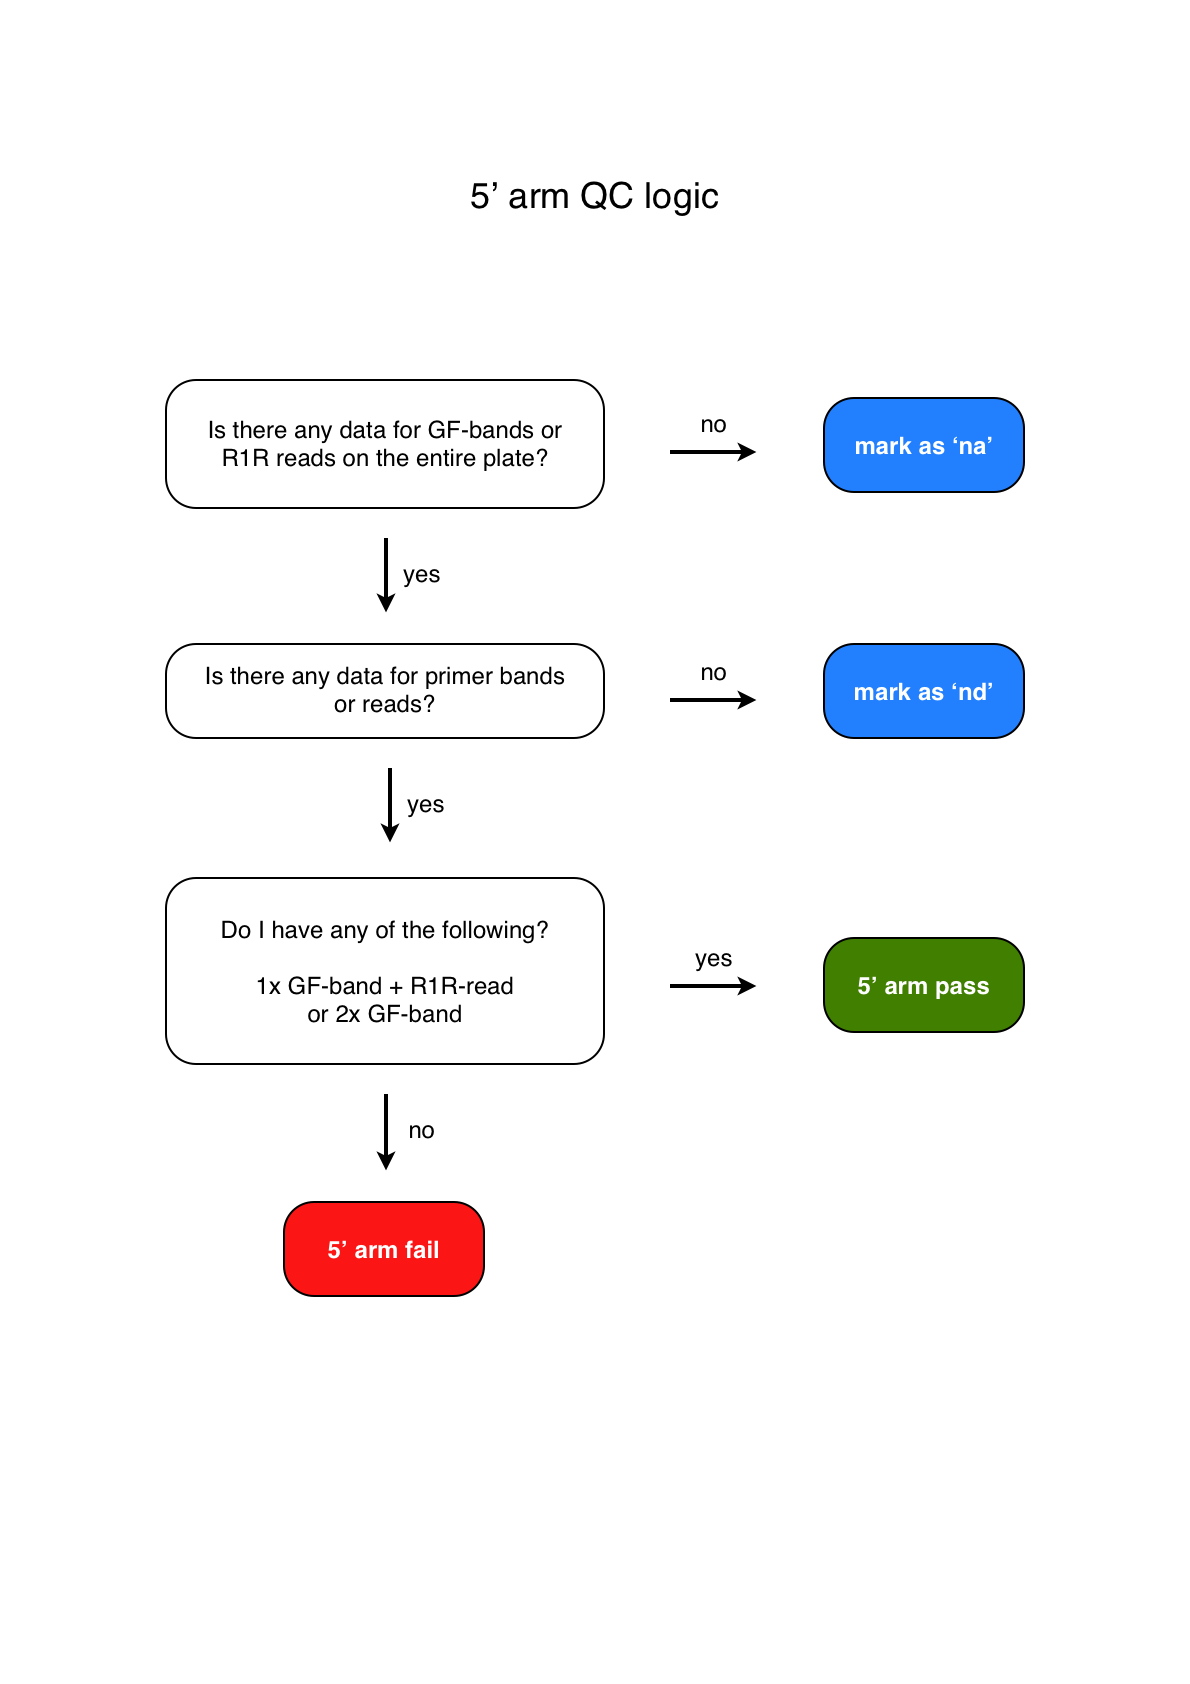 5’ arm QC logic
Is there any data for GF-bands or
R1R reads on the entire plate?
no
mark as ‘na’
yes
Is there any data for primer bands
or reads?
no
mark as ‘nd’
yes
Do I have any of the following?
1x GF-band + R1R-read
or 2x GF-band
yes
5’ arm pass
no
5’ arm fail